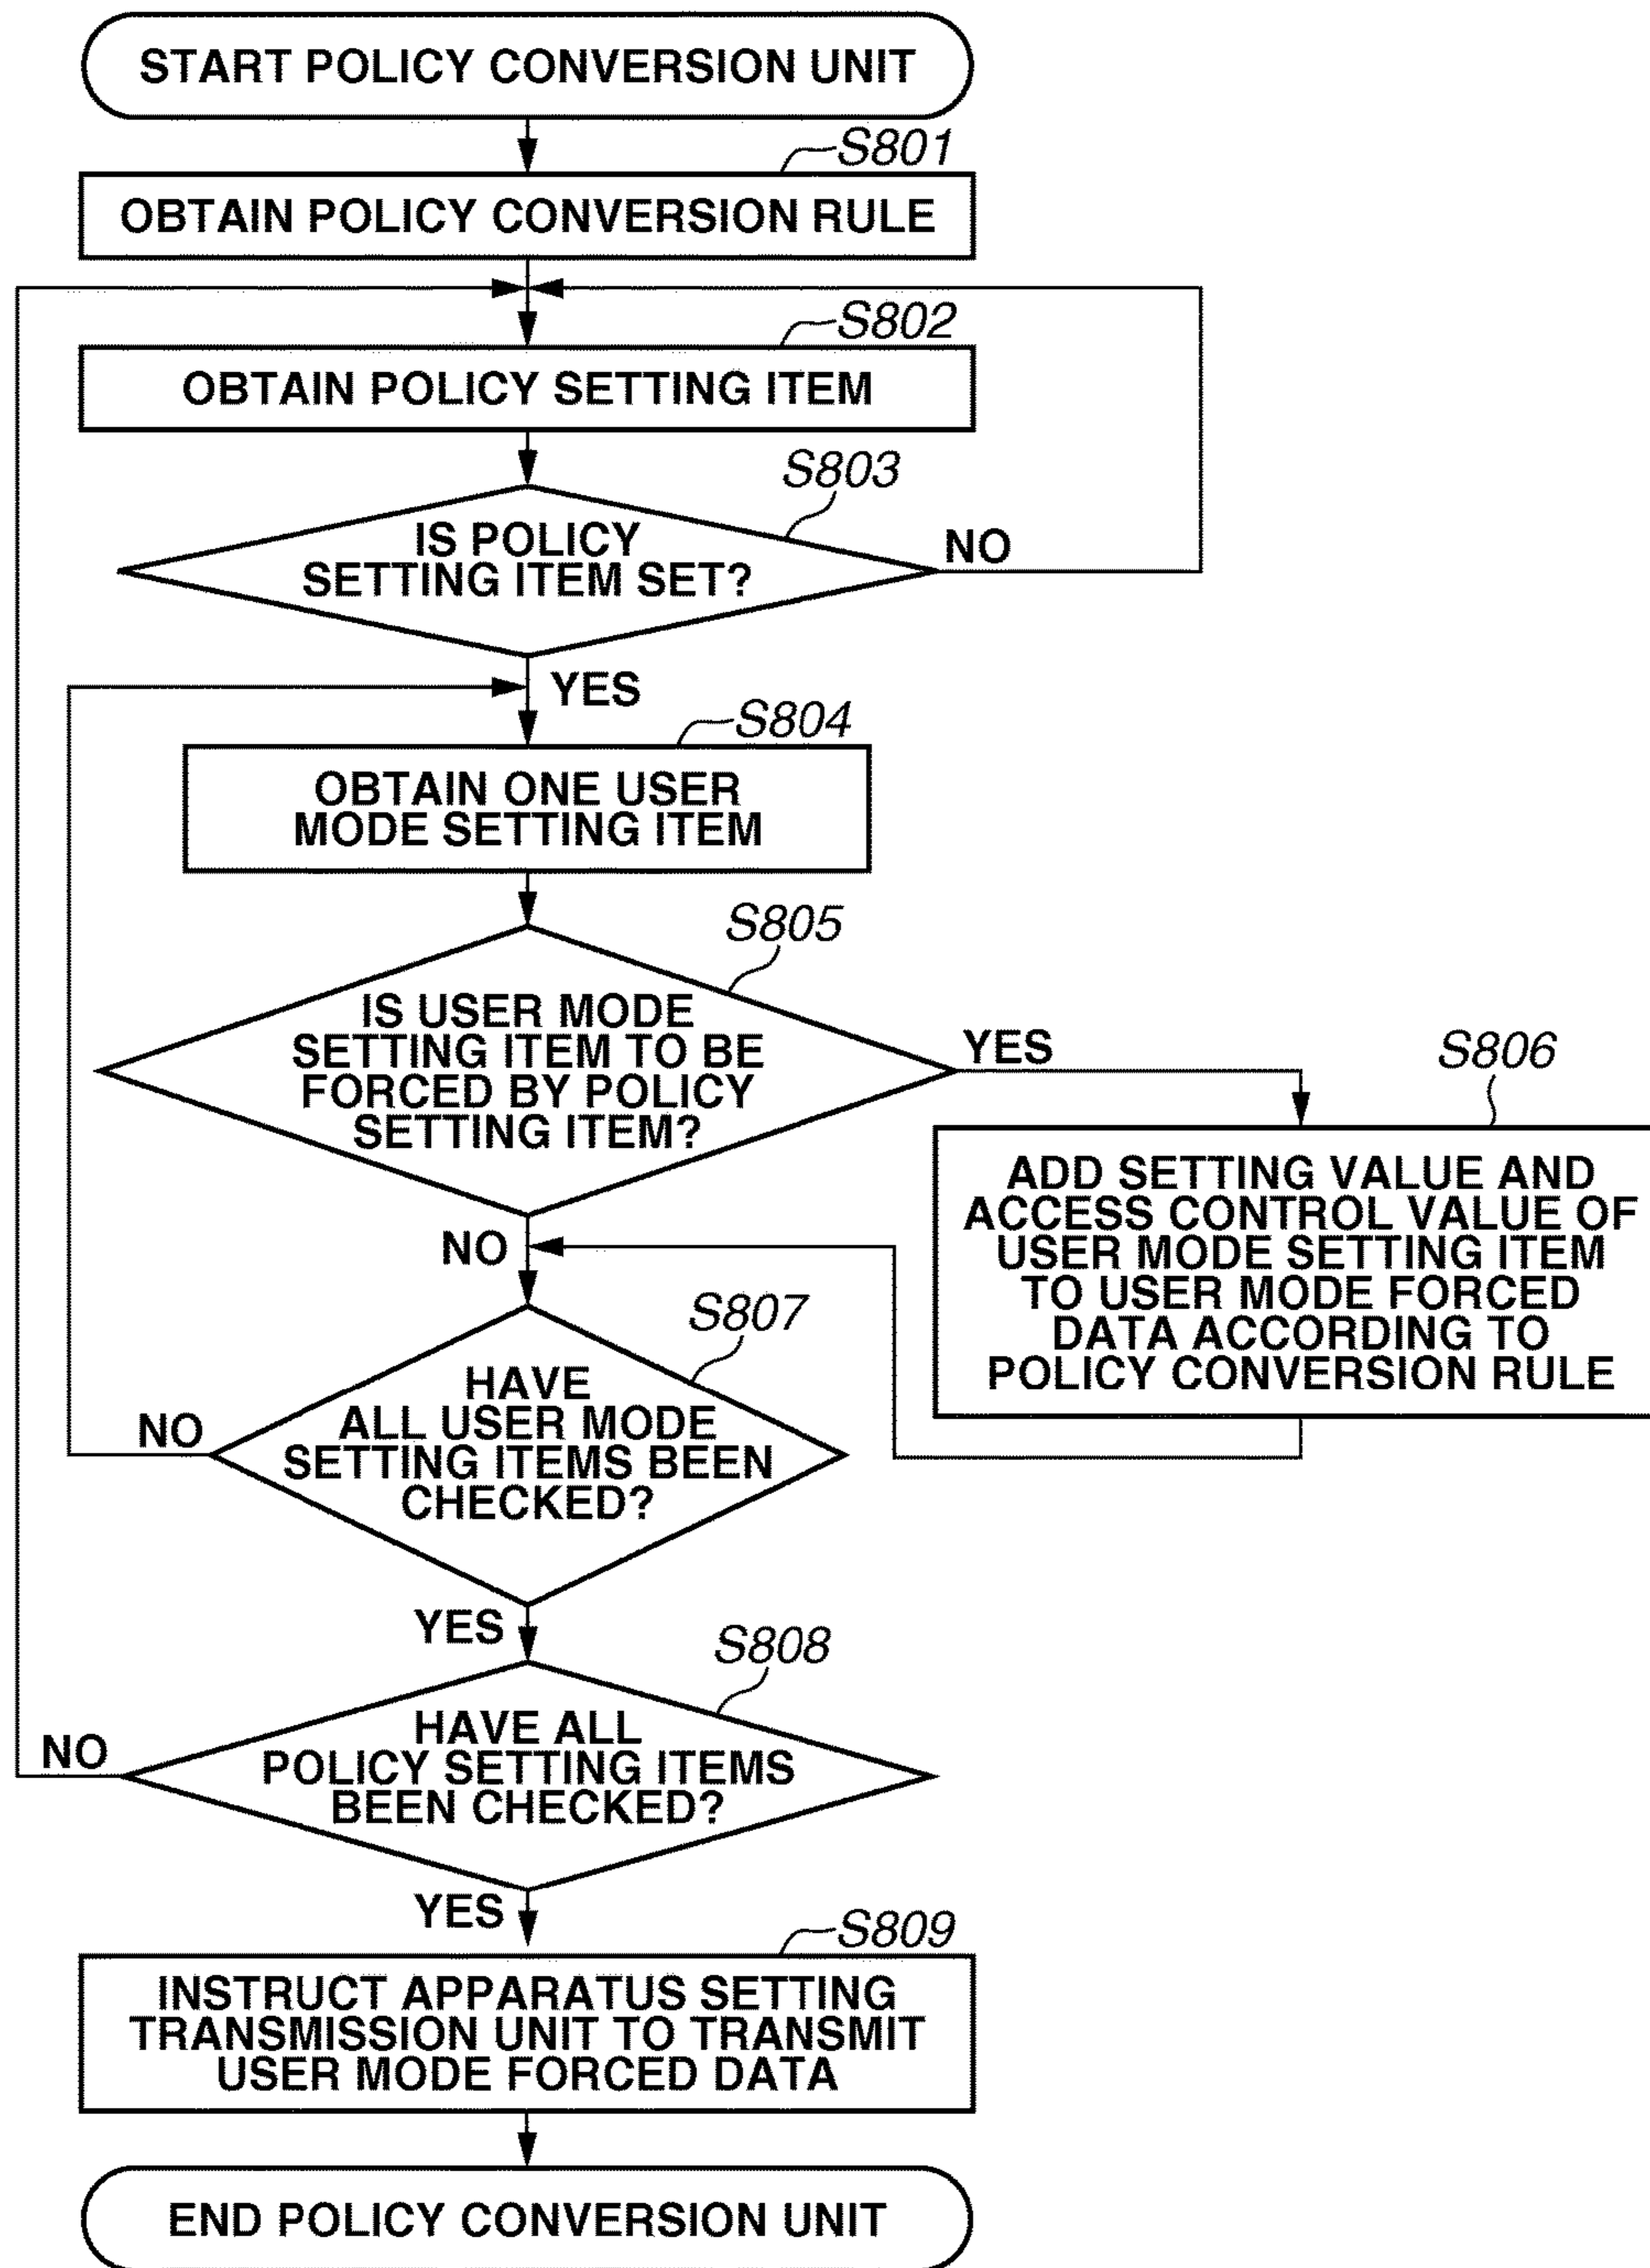 START POLICY CONVERSION UNIT
S801
OBTAIN POLICY CONVERSION RULE
S802
OBTAIN POLICY SETTING ITEM
S803
IS POLICY
SETTING ITEM SET?
NO
YES
S804
OBTAIN ONE USER
MODE SETTING ITEM
S805
IS USER MODE
SETTING ITEM TO BE
FORCED BY POLICY
SETTING ITEM?
YES
S806
ADD SETTING VALUE AND
ACCESS CONTROL VALUE OF
USER MODE SETTING ITEM
TO USER MODE FORCED
DATA ACCORDING TO
POLICY CONVERSION RULE
NO
S807
HAVE
ALL USER MODE
SETTING ITEMS BEEN
CHECKED?
NO
YES
S808
HAVE ALL
POLICY SETTING ITEMS
BEEN CHECKED?
NO
YES
S809
INSTRUCT APPARATUS SETTING
TRANSMISSION UNIT TO TRANSMIT
USER MODE FORCED DATA
END POLICY CONVERSION UNIT